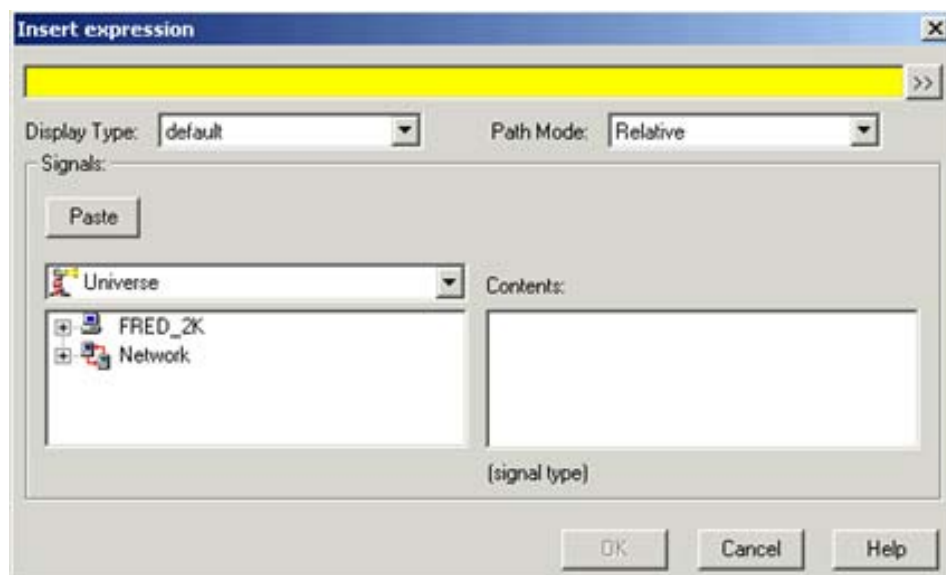 Insert expression
>>
Display Type: default Path Mode: Relative
Signals:
Paste
Universe
Contents:
FRED_2K
Network
(signal type)
OK Cancel Help